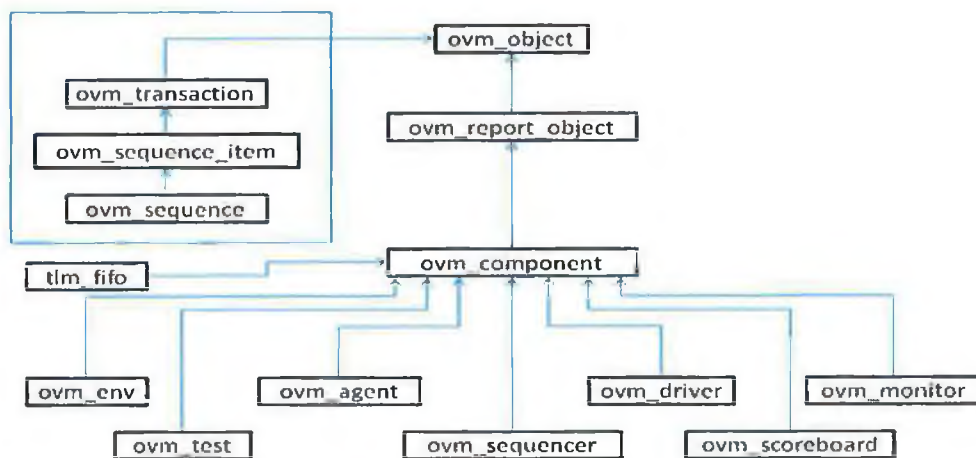 ovm_object
ovm_transaction
ovm_report_object
ovm_sequence_item
ovm_sequence
ovm_component
tlm_fifo
ovm_env
ovm_agent
ovm_driver
ovm_monitor
ovm_test
ovm_sequencer
ovm_scoreboard